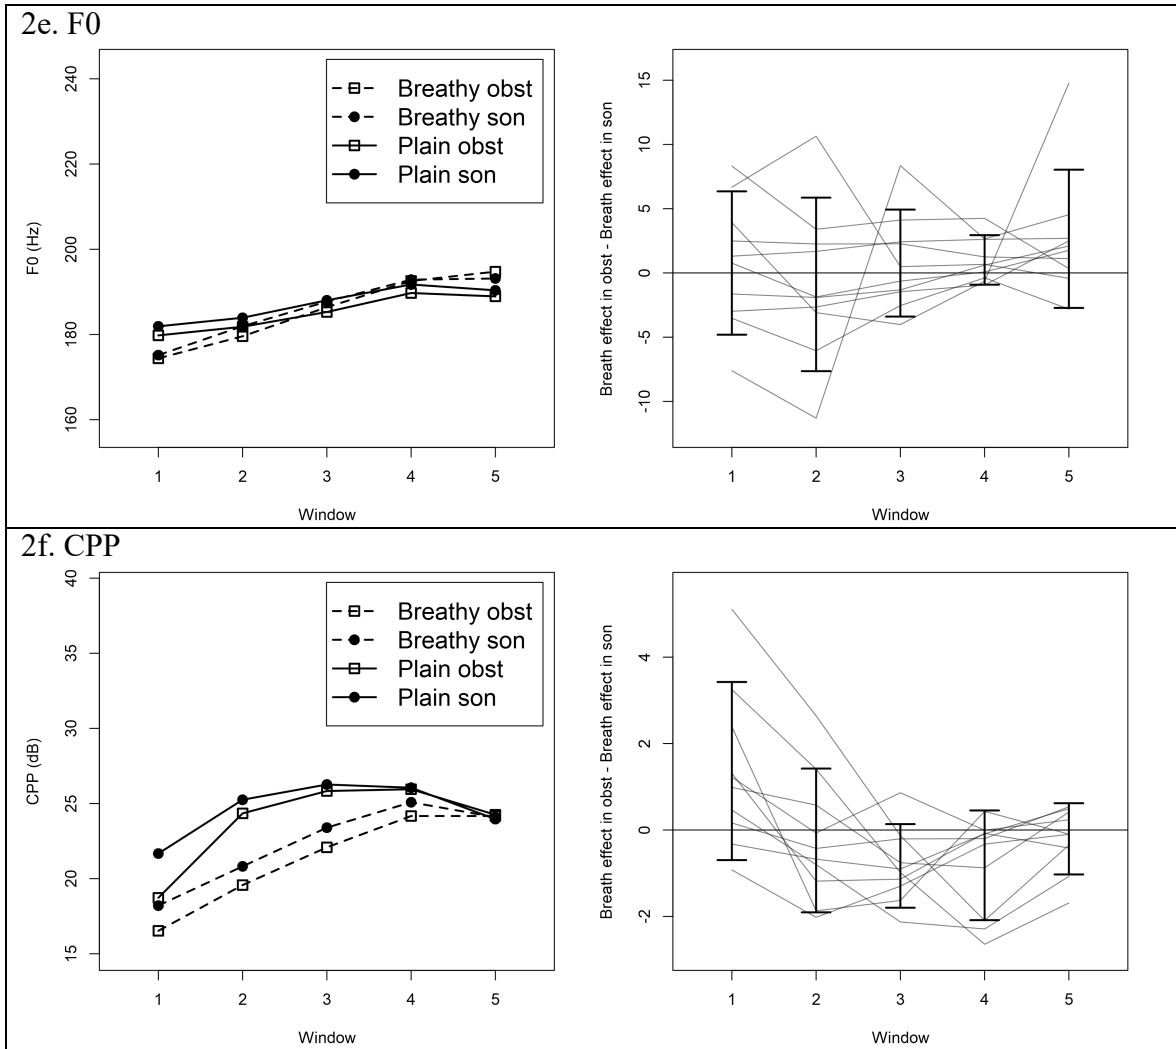 2e. F0
240
220
200
180
160
F0 (Hz)
Breathy obst
Breathy son
Plain obst
Plain son
1 2 3 4 5
Window
15
10
5
0
-5
-10
Breath effect in obst - Breath effect in son
1 2 3 4 5
Window
2f. CPP
40
35
30
25
20
15
CPP (dB)
Breathy obst
Breathy son
Plain obst
Plain son
1 2 3 4 5
Window
4
2
0
-2
Breath effect in obst - Breath effect in son
1 2 3 4 5
Window